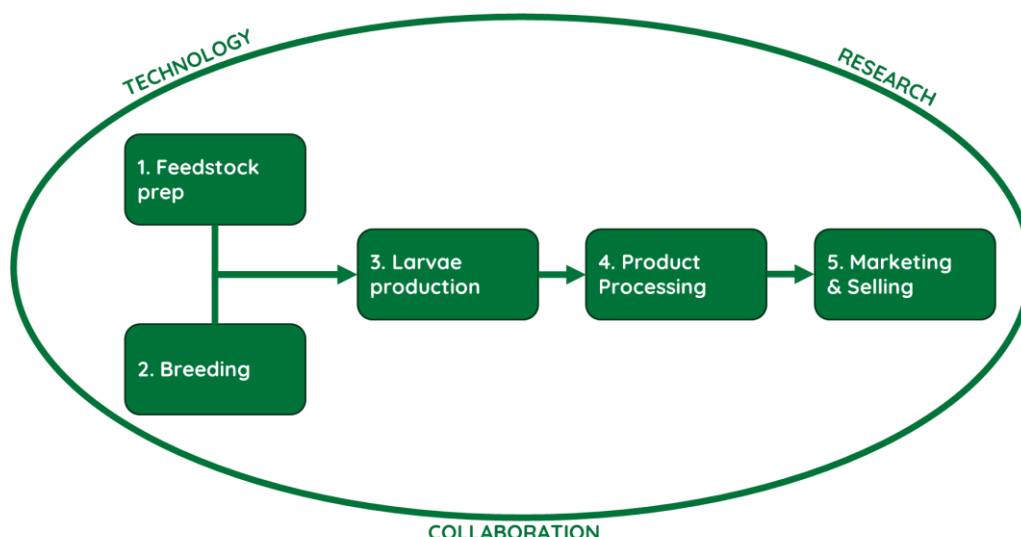 TECHNOLOGY
RESEARCH
1. Feedstock
prep
3. Larvae
production
4. Product
Processing
5. Marketing
& Selling
2. Breeding
COLLABORATION